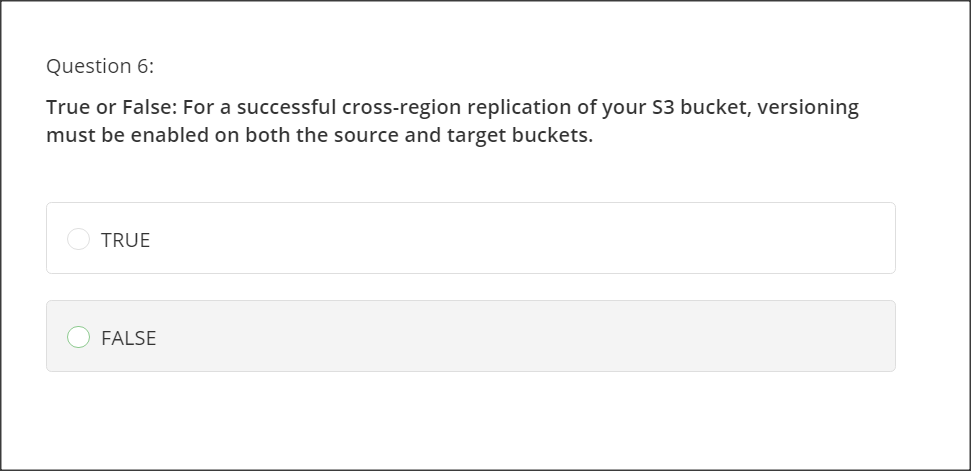 Question 6:
True or False: For a successful cross-region replication of your S3 bucket, versioning
must be enabled on both the source and target buckets.
TRUE
FALSE